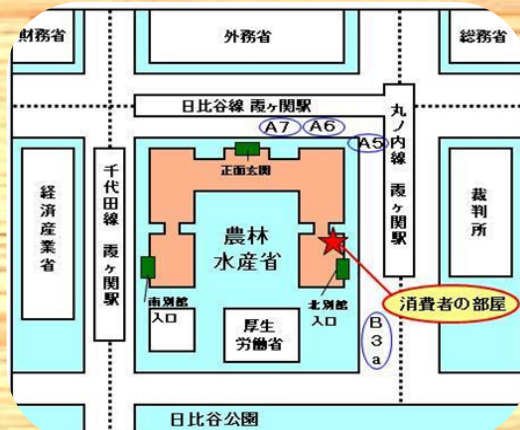 財務省
外務省
総務省
日比谷線 霞ヶ関駅
A7
A6
A5
丸ノ内線 霞ヶ関駅
正面玄関
千代田線 霞ヶ関駅
経済産業省
裁判所
農林
水産省
消費者の部屋
南別館
入口
北別館
入口
厚生
労働省
B3a
日比谷公園